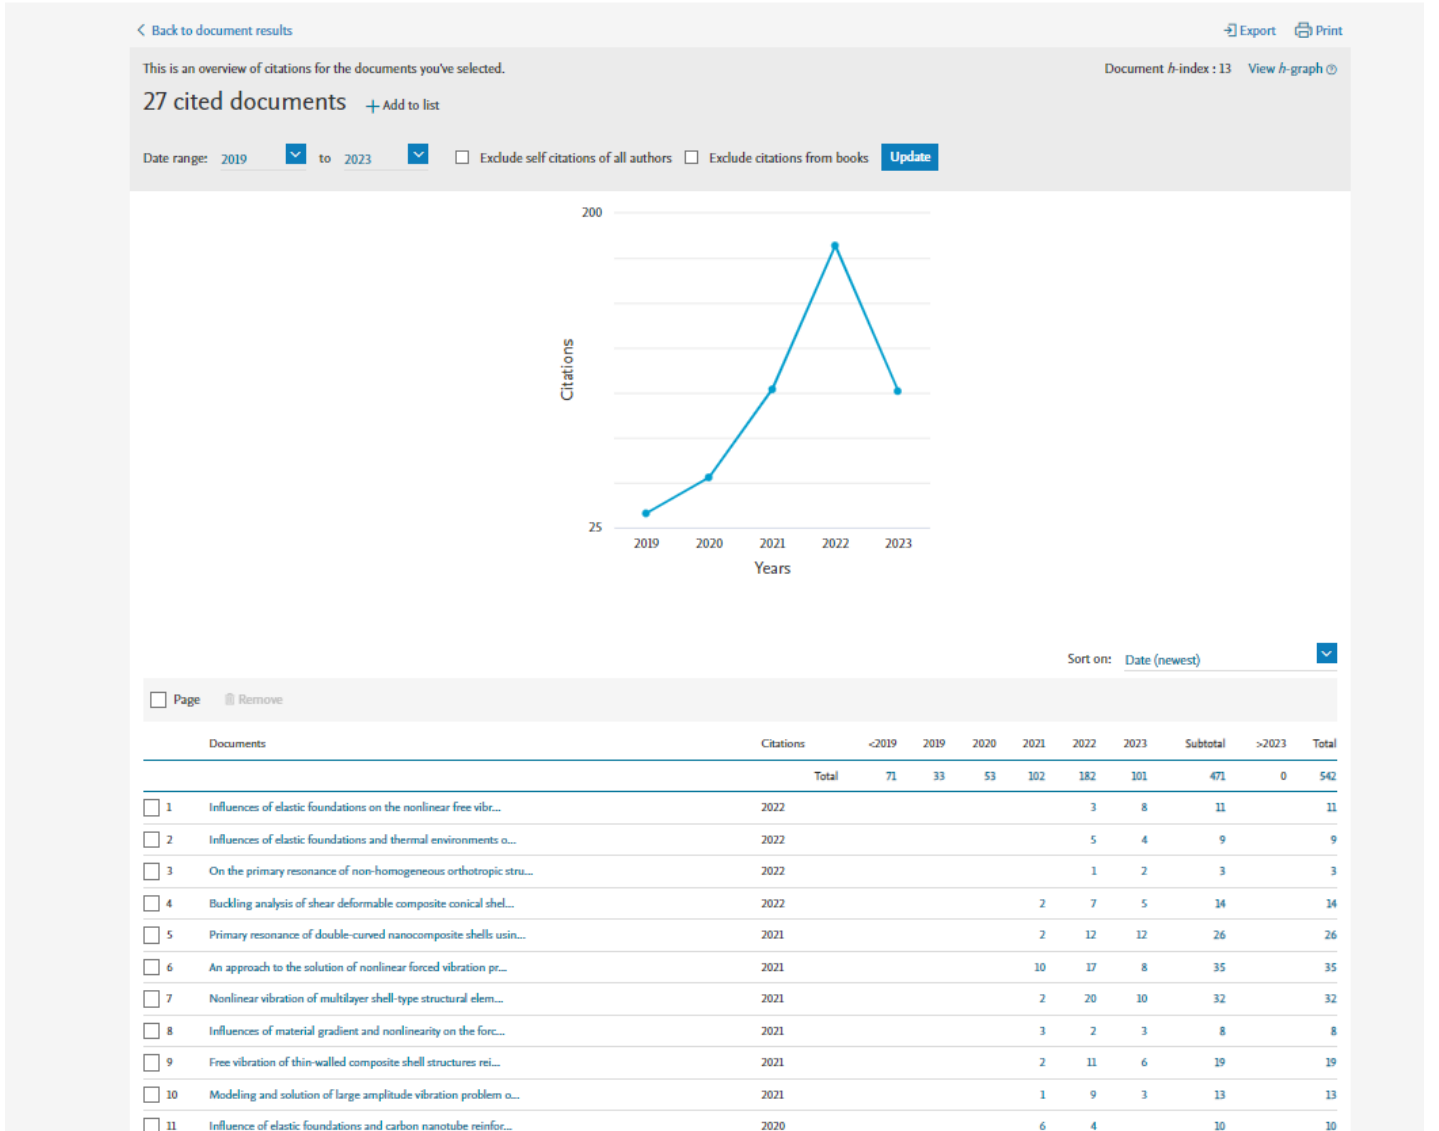 Back to document results Export Print
This is an overview of citations for the documents you've selected. Document h-index : 13 View h-graph
27 cited documents + Add to list
Date range: 2019 to 2023 Exclude self citations of all authors Exclude citations from books Update
200
Citations
25
2019 2020 2021 2022 2023
Years
Sort on: Date (newest)
Page Remove
Documents Citations <2019 2019 2020 2021 2022 2023 Subtotal >2023 Total
Total 71 33 53 102 182 101 471 0 542
1 Influences of elastic foundations on the nonlinear free vibr... 2022 3 8 11 11
2 Influences of elastic foundations and thermal environments o... 2022 5 4 9 9
3 On the primary resonance of non-homogeneous orthotropic stru... 2022 1 2 3 3
4 Buckling analysis of shear deformable composite conical shel... 2022 2 7 5 14 14
5 Primary resonance of double-curved nanocomposite shells usin... 2021 2 12 12 26 26
6 An approach to the solution of nonlinear forced vibration pr... 2021 10 17 8 35 35
7 Nonlinear vibration of multilayer shell-type structural elem... 2021 2 20 10 32 32
8 Influences of material gradient and nonlinearity on the forc... 2021 3 2 3 8 8
9 Free vibration of thin-walled composite shell structures rei... 2021 2 11 6 19 19
10 Modeling and solution of large amplitude vibration problem o... 2021 1 9 3 13 13
11 Influence of elastic foundations and carbon nanotube reinfor... 2020 6 4 10 10